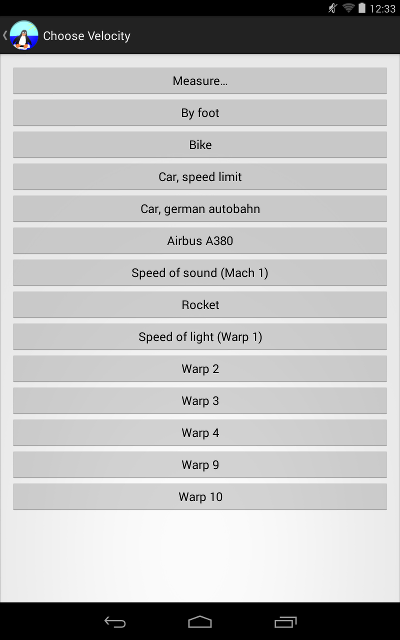 12:33
Choose Velocity
Measure...
By foot
Bike
Car, speed limit
Car, german autobahn
Airbus A380
Speed of sound (Mach 1)
Rocket
Speed of light (Warp 1)
Warp 2
Warp 3
Warp 4
Warp 9
Warp 10